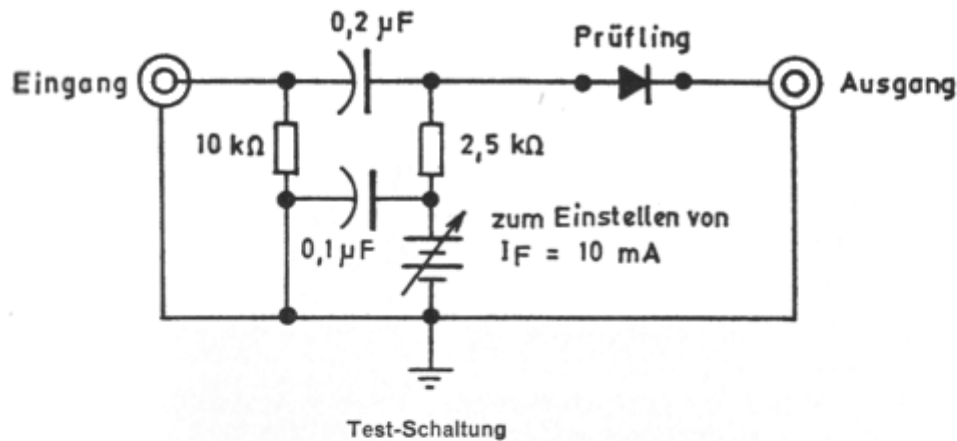 0,2 µF
Prüfling
Eingang
Ausgang
10 kΩ
2,5 kΩ
zum Einstellen von
0,1 µF
IF = 10 mA
Test-Schaltung